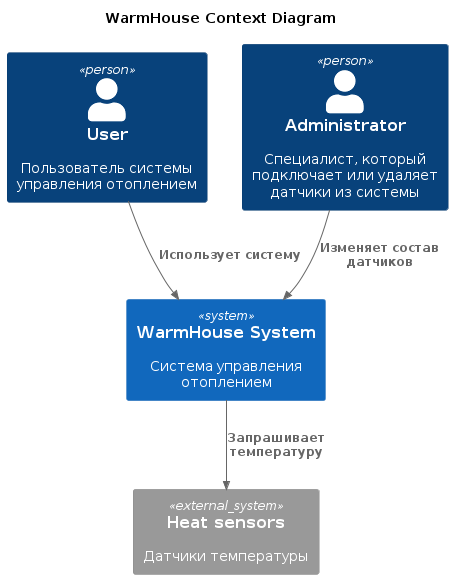 WarmHouse Context Diagram
«person»
User
Пользователь системы
управления отоплением
«person»
Administrator
Специалист, который
подключает или удаляет
датчики из системы
Использует систему
Изменяет состав
датчиков
«system»
WarmHouse System
Система управления
отоплением
Запрашивает
температуру
«external_system»
Heat sensors
Датчики температуры